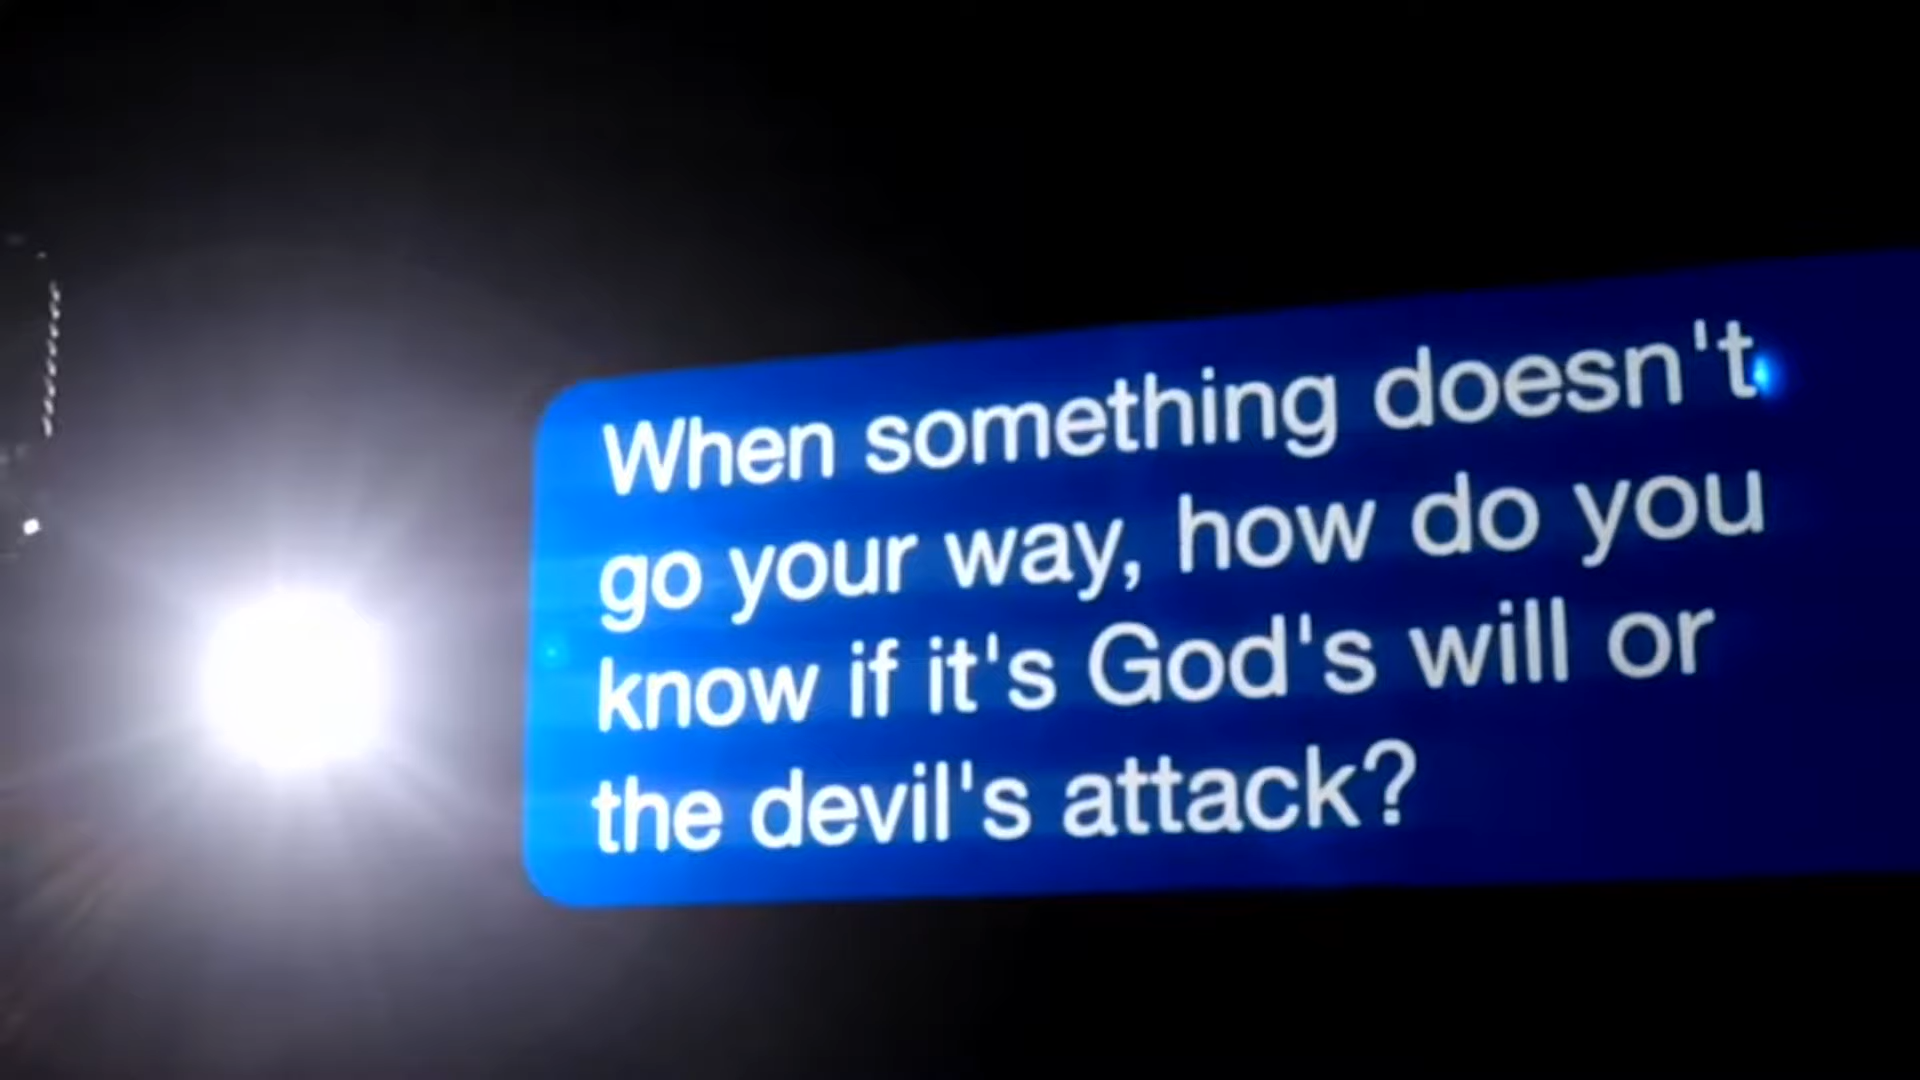 When something doesn't
go your way, how do you
know if it's God's will or
the devil's attack?